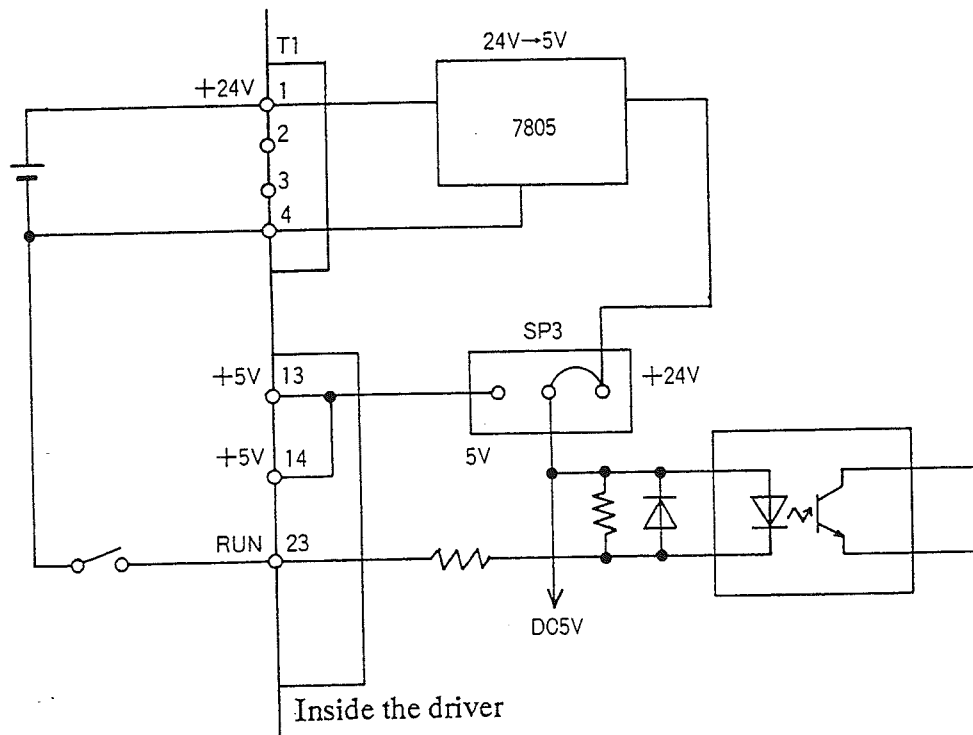 T1
24V→5V
+24V
1
7805
2
3
4
SP3
+5V
13
+24V
+5V
14
5V
RUN
23
DC5V
Inside the driver